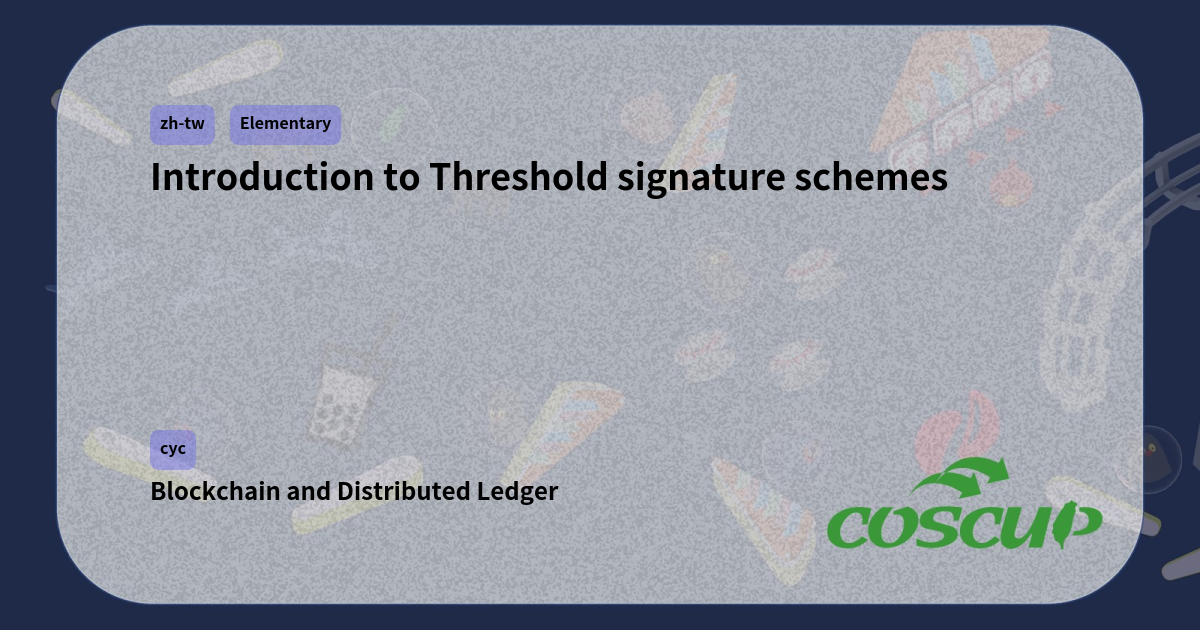 zh-tw Elementary
Introduction to Threshold signature schemes
cyc
Blockchain and Distributed Ledger
COSCUP